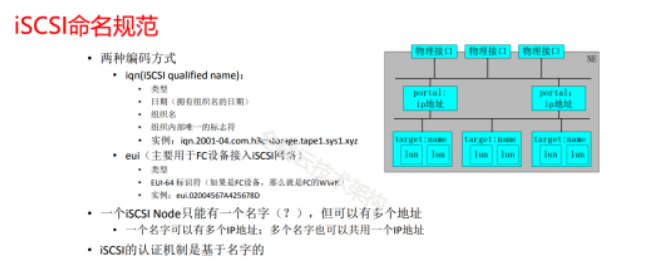 iSCSI命名规范
• 两种编码方式
• iqn(iSCSI qualified name)：
• 类型
• 日期（拥有组织名的日期）
• 组织名
• 组织内部唯一的标志符
• 实例：iqn.2001-04.com.h3c:storage.tape1.sys1.xyz
• eui（主要用于FC设备接入iSCSI网络）
• 类型
• EUI-64 标识符（如果是FC设备，那么就是FC的WWN）
• 实例：eui.02004567A425678D
• 一个iSCSI Node只能有一个名字（？），但可以有多个地址
• 一个名字可以有多个IP地址；多个名字也可以共用一个IP地址
• iSCSI的认证机制是基于名字的
物理接口 物理接口 物理接口
NE
portal: ip地址
portal: ip地址
target:name target:name target:name
lun lun lun lun lun lun
技术架构